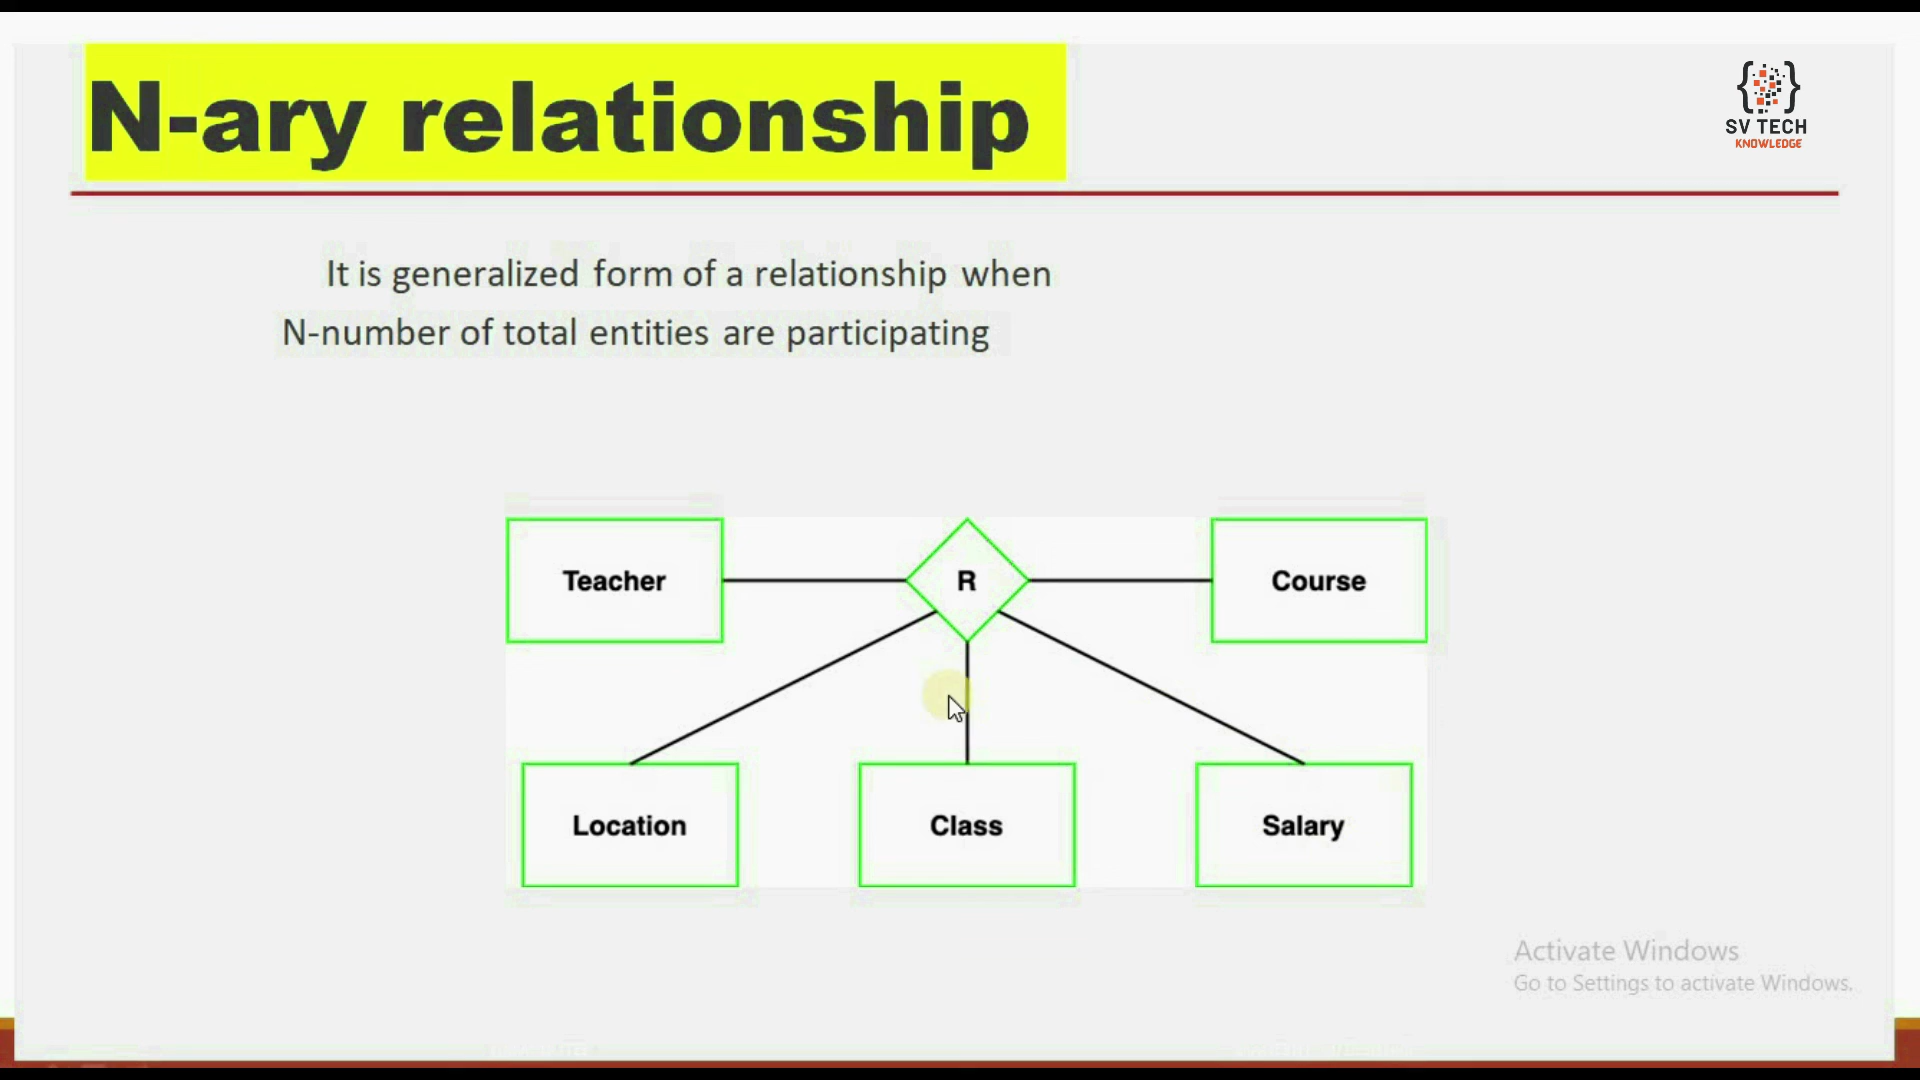 N-ary relationship
SV TECH
KNOWLEDGE
It is generalized form of a relationship when
N-number of total entities are participating
Teacher
R
Course
Location
Class
Salary
Activate Windows
Go to Settings to activate Windows.